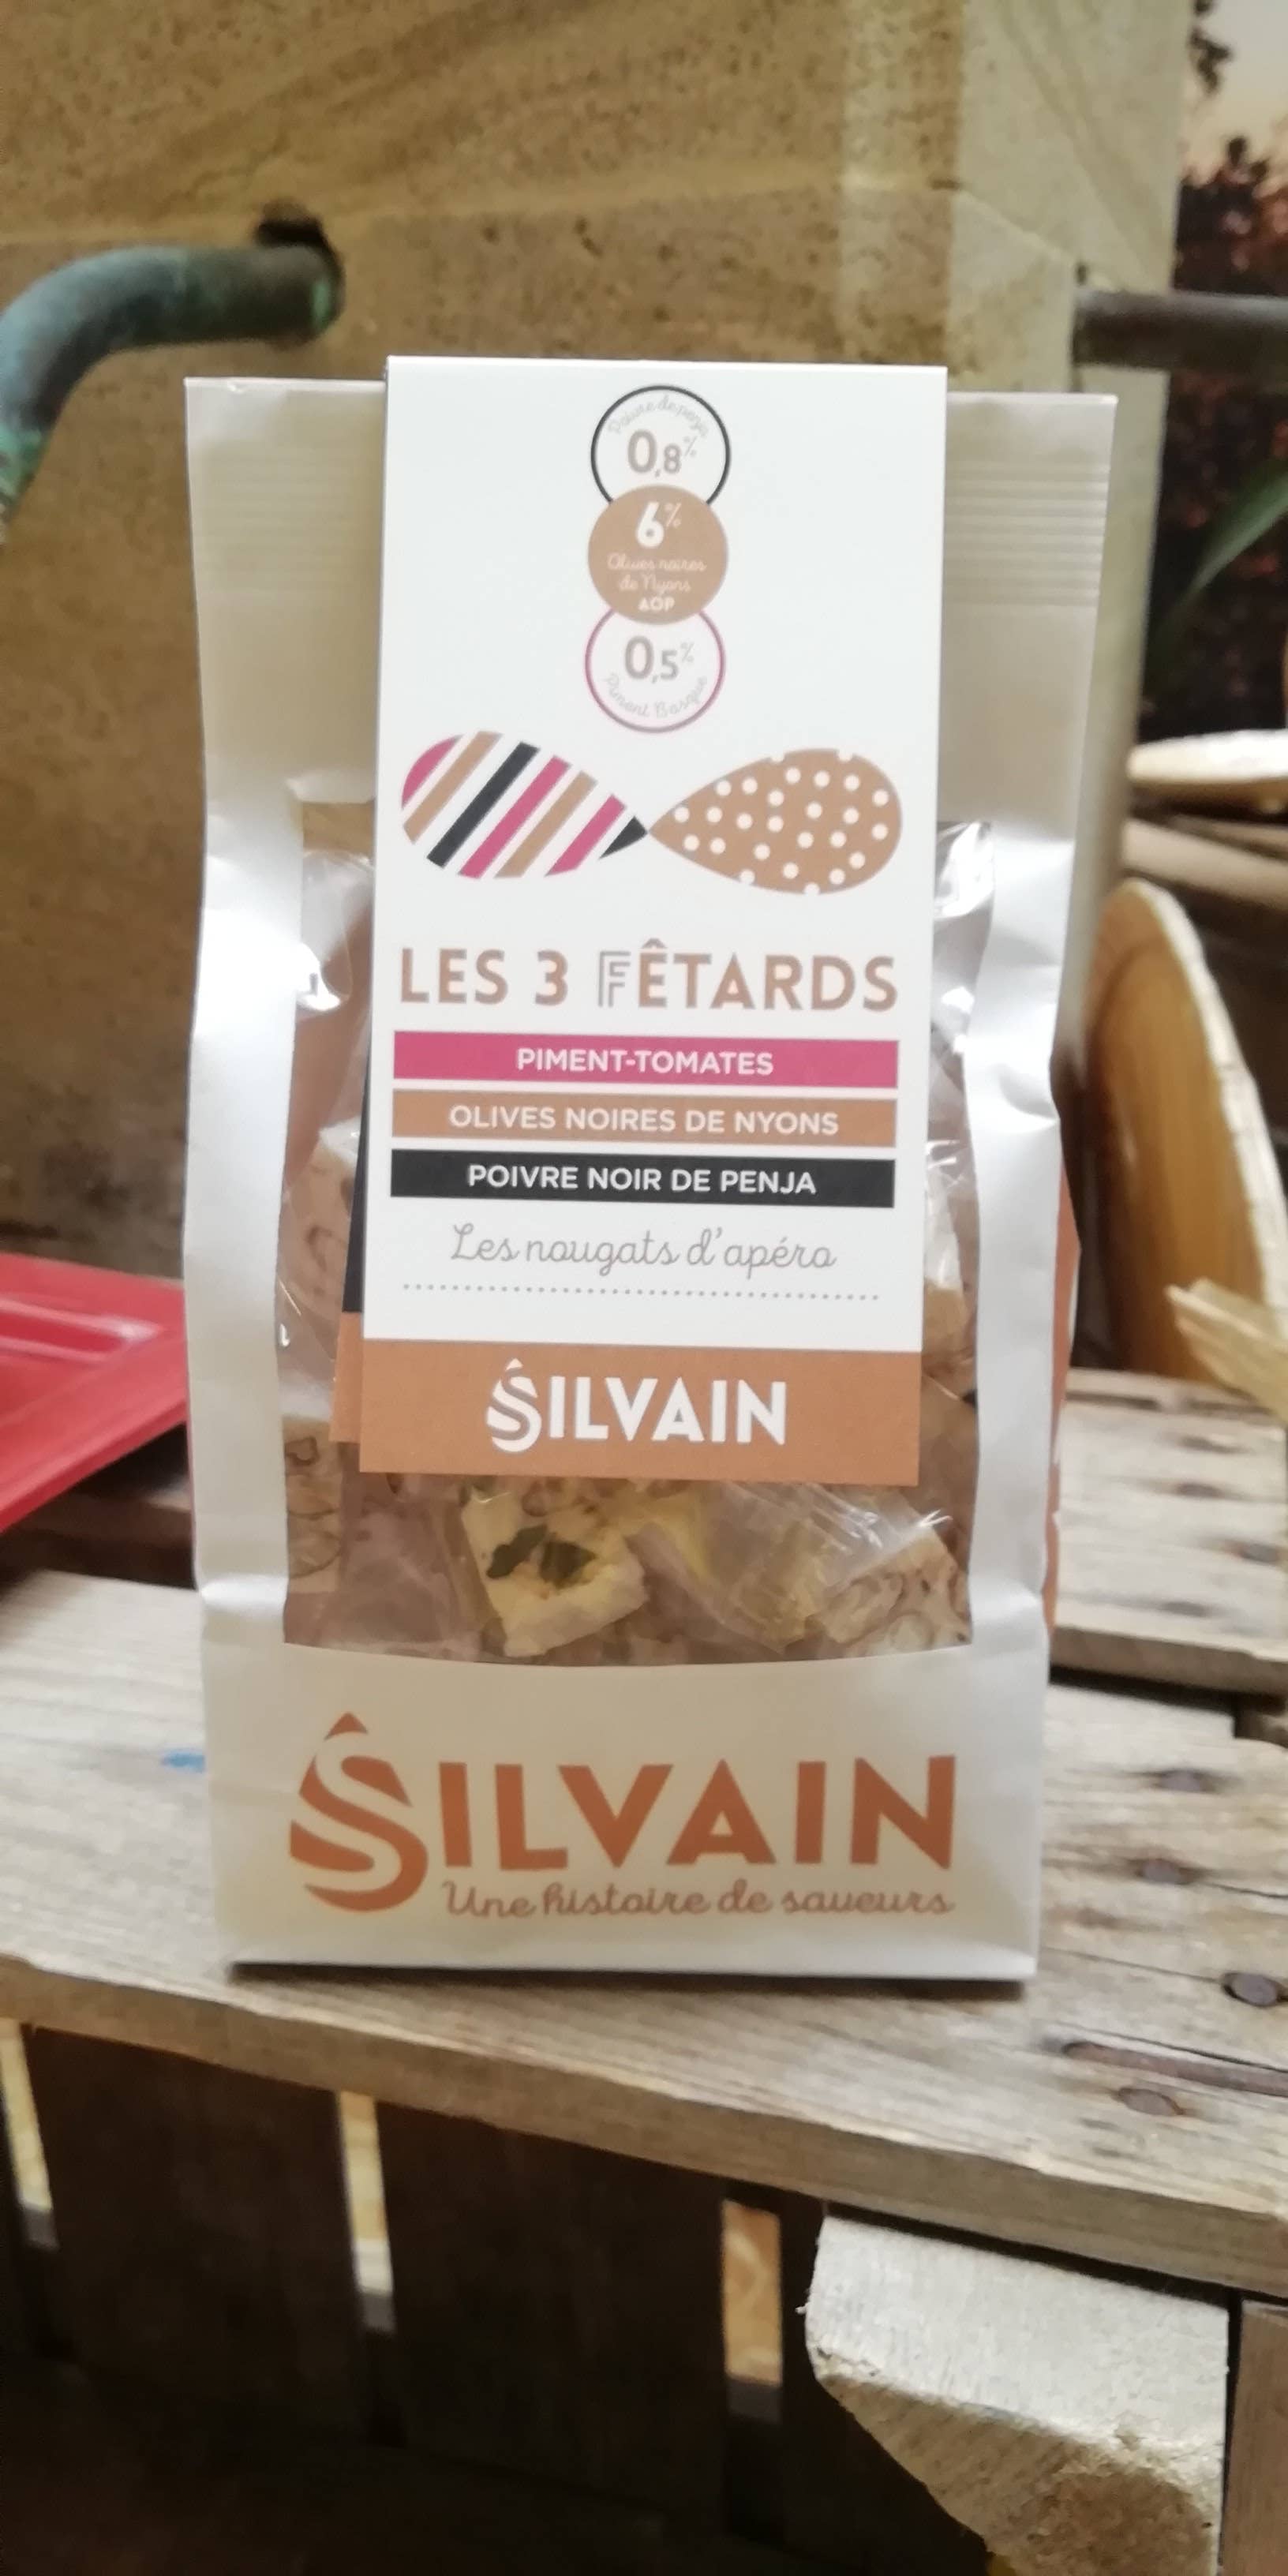 Poivre de penja
0,8%
6%
Olives noires
de Nyons
AOP
0,5%
Piment Basque
LES 3 FÊTARDS
PIMENT-TOMATES
OLIVES NOIRES DE NYONS
POIVRE NOIR DE PENJA
Les nougats d'apéro
SILVAIN
SILVAIN
Une histoire de saveurs